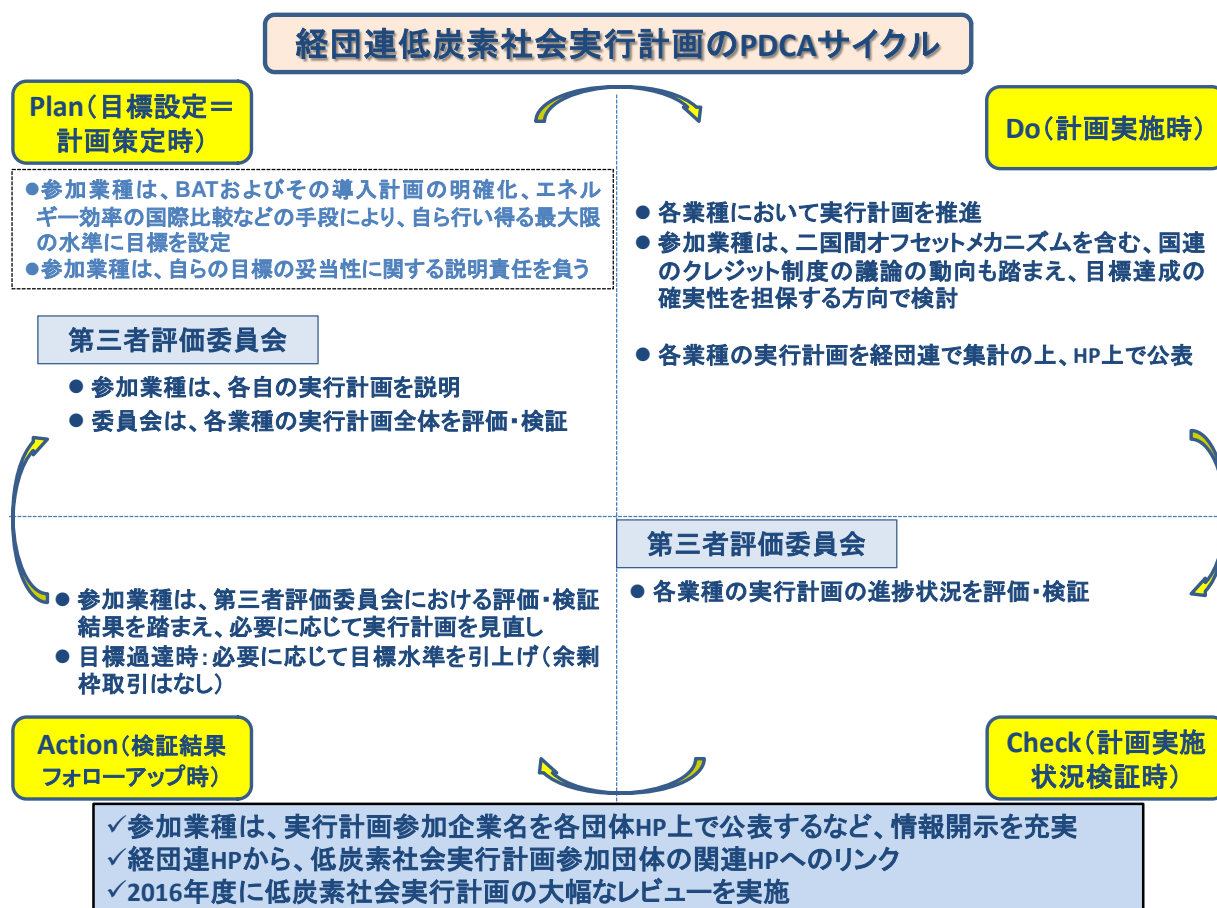 経団連低炭素社会実行計画のPDCAサイクル
Plan（目標設定＝
計画策定時）
●参加業種は、BATおよびその導入計画の明確化、エネル
ギー効率の国際比較などの手段により、自ら行い得る最大限
の水準に目標を設定
●参加業種は、自らの目標の妥当性に関する説明責任を負う
第三者評価委員会
● 参加業種は、各自の実行計画を説明
● 委員会は、各業種の実行計画全体を評価・検証
Do（計画実施時）
● 各業種において実行計画を推進
● 参加業種は、二国間オフセットメカニズムを含む、国連
のクレジット制度の議論の動向も踏まえ、目標達成の
確実性を担保する方向で検討
● 各業種の実行計画を経団連で集計の上、HP上で公表
第三者評価委員会
● 各業種の実行計画の進捗状況を評価・検証
Check（計画実施
状況検証時）
● 参加業種は、第三者評価委員会における評価・検証
結果を踏まえ、必要に応じて実行計画を見直し
● 目標過達時：必要に応じて目標水準を引上げ（余剰
枠取引はなし）
Action（検証結果
フォローアップ時）
✓参加業種は、実行計画参加企業名を各団体HP上で公表するなど、情報開示を充実
✓経団連HPから、低炭素社会実行計画参加団体の関連HPへのリンク
✓2016年度に低炭素社会実行計画の大幅なレビューを実施